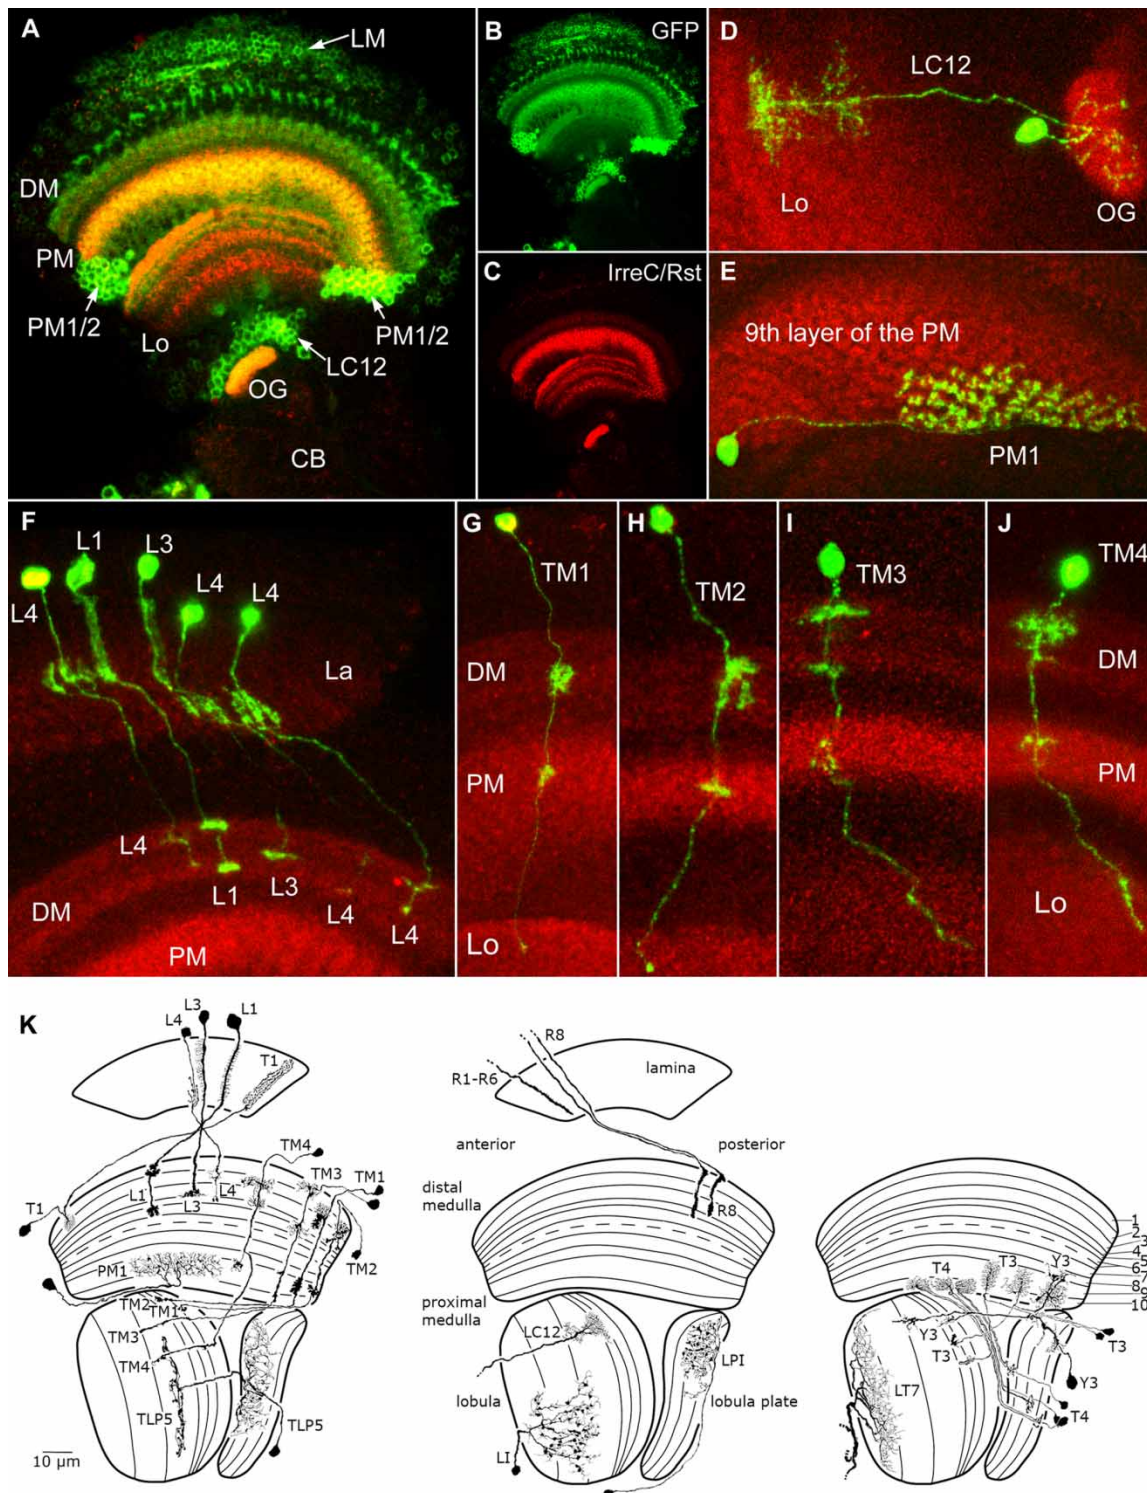 A
LM
DM
PM
PM1/2
Lo
PM1/2
LC12
OG
CB
B
GFP
C
IrreC/Rst
D
LC12
Lo
OG
E
9th layer of the PM
PM1
F
L1
L3
L4
L4
L4
La
L4
L1
L3
L4
L4
DM
PM
G
TM1
DM
PM
Lo
H
TM2
I
TM3
J
TM4
DM
PM
Lo
K
L3
L4
L1
T1
TM4
TM3
TM1
L1
L3
L4
T1
TM2
PM1
TM2
TM1
TM3
TM4
TLP5
TLP5
10 µm
R8
R1-R6
lamina
anterior
posterior
distal
medulla
R8
proximal
medulla
LC12
LPI
lobula
lobula plate
LI
1
2
3
4
5
6
7
8
9
10
T4
T3
Y3
Y3
T3
T3
LT7
Y3
T4